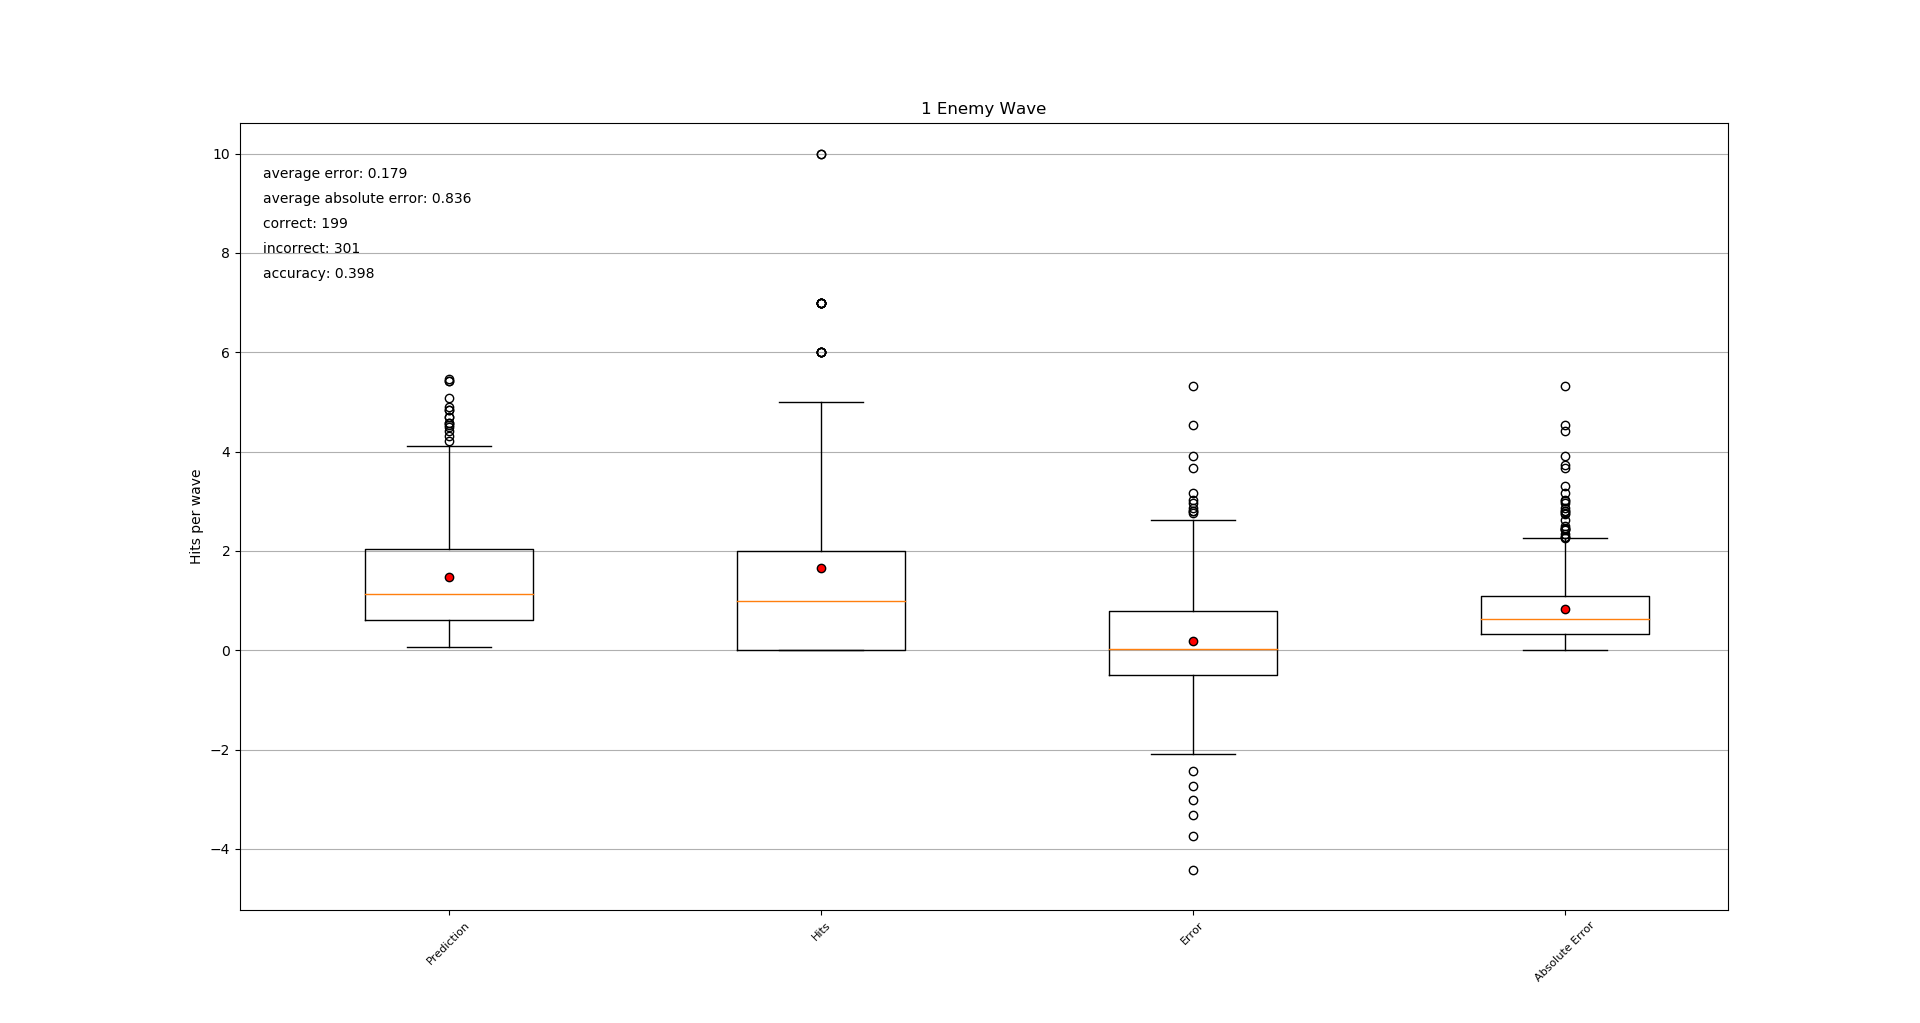 1 Enemy Wave
average error: 0.179
average absolute error: 0.836
correct: 199
incorrect: 301
accuracy: 0.398
Hits per wave
10
8
6
4
2
0
−2
−4
Prediction
Hits
Error
Absolute Error